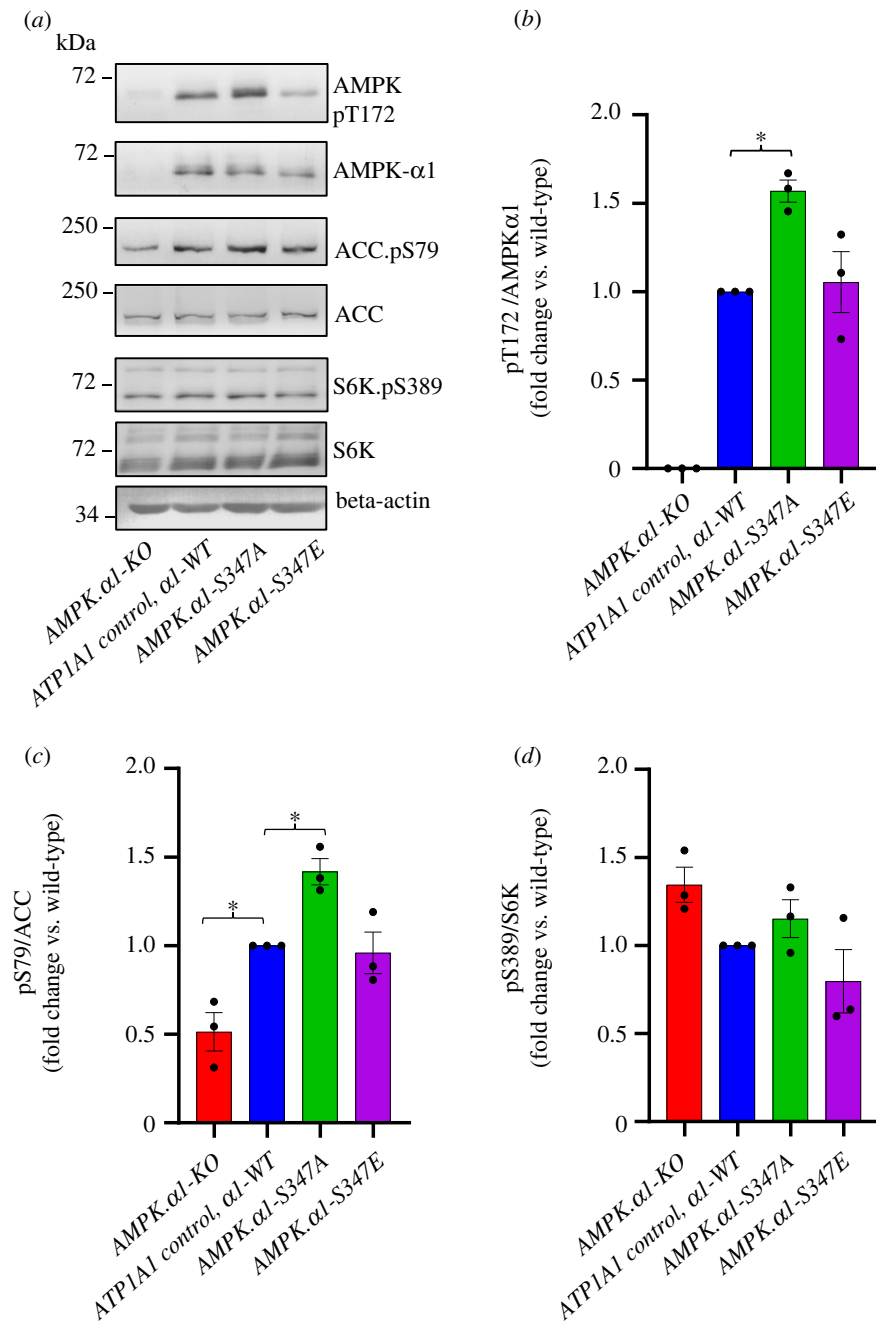 (a)
kDa
72
AMPK
pT172
72
AMPK-α1
250
ACC.pS79
250
ACC
72
S6K.pS389
72
S6K
34
beta-actin
AMPK.α1-KO
ATP1A1 control, α1-WT
AMPK.α1-S347A
AMPK.α1-S347E
(b)
pT172 /AMPKα1
(fold change vs. wild-type)
2.0
1.5
1.0
0.5
0
*
AMPK.α1-KO
ATP1A1 control, α1-WT
AMPK.α1-S347A
AMPK.α1-S347E
(c)
pS79/ACC
(fold change vs. wild-type)
2.0
1.5
1.0
0.5
0
*
*
AMPK.α1-KO
ATP1A1 control, α1-WT
AMPK.α1-S347A
AMPK.α1-S347E
(d)
pS389/S6K
(fold change vs. wild-type)
2.0
1.5
1.0
0.5
0
AMPK.α1-KO
ATP1A1 control, α1-WT
AMPK.α1-S347A
AMPK.α1-S347E